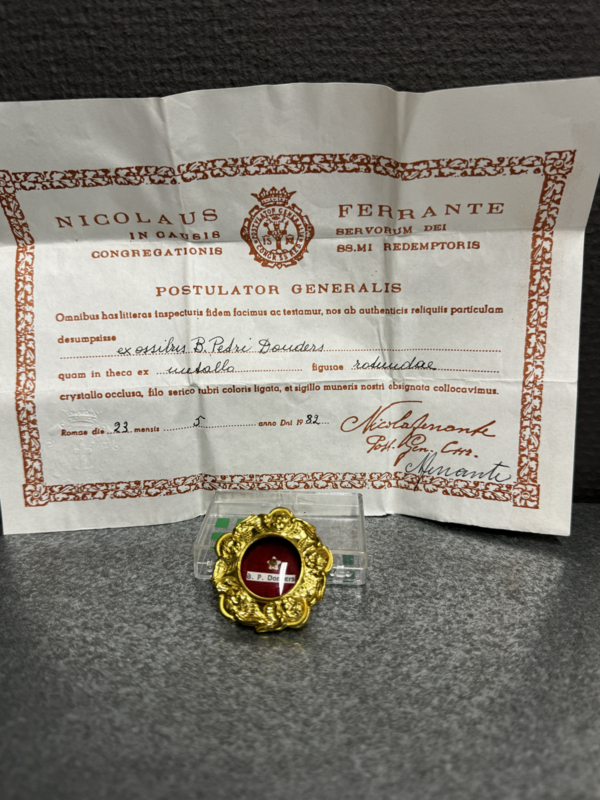 NICOLAUS FERRANTE
IN CAUSIS SERVORUM DEI
CONGREGATIONIS SS.MI REDEMPTORIS
POSTULATOR GENERALIS
Omnibus has litteras inspecturis fidem facimus ac testamur, nos ab authenticis reliquiis particulam
desumpsisse
ex ossibus B. Petri Donders
quam in theca ex metallo figurae rotundae
crystallo occlusa, filo serico rubri coloris ligata, et sigillo muneris nostri obsignata collocavimus.
Romae die 23 mensis 5 anno Dni 1982
Post. Gen. C.ss.
B. P. Donders